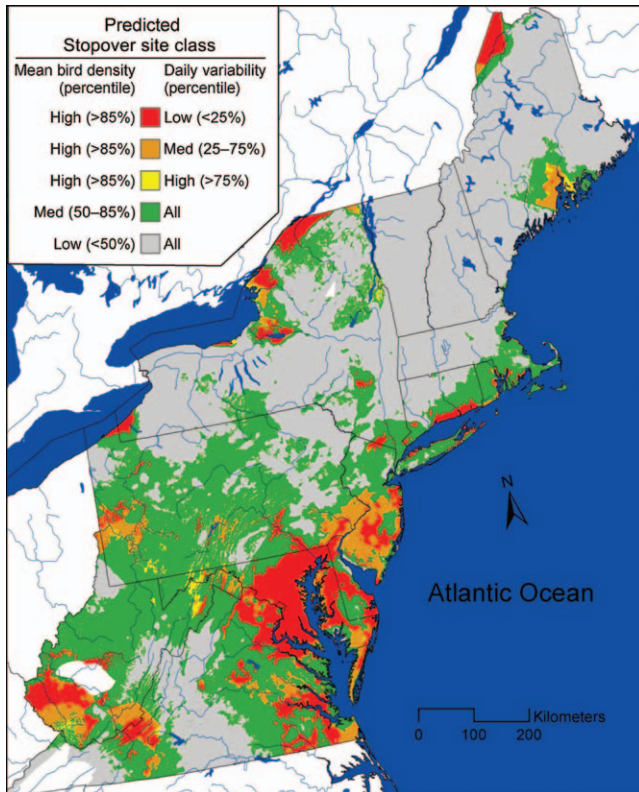 Predicted
Stopover site class
Mean bird density Daily variability
(percentile) (percentile)
High (>85%) Low (<25%)
High (>85%) Med (25–75%)
High (>85%) High (>75%)
Med (50–85%) All
Low (<50%) All
N
Atlantic Ocean
Kilometers
0 100 200